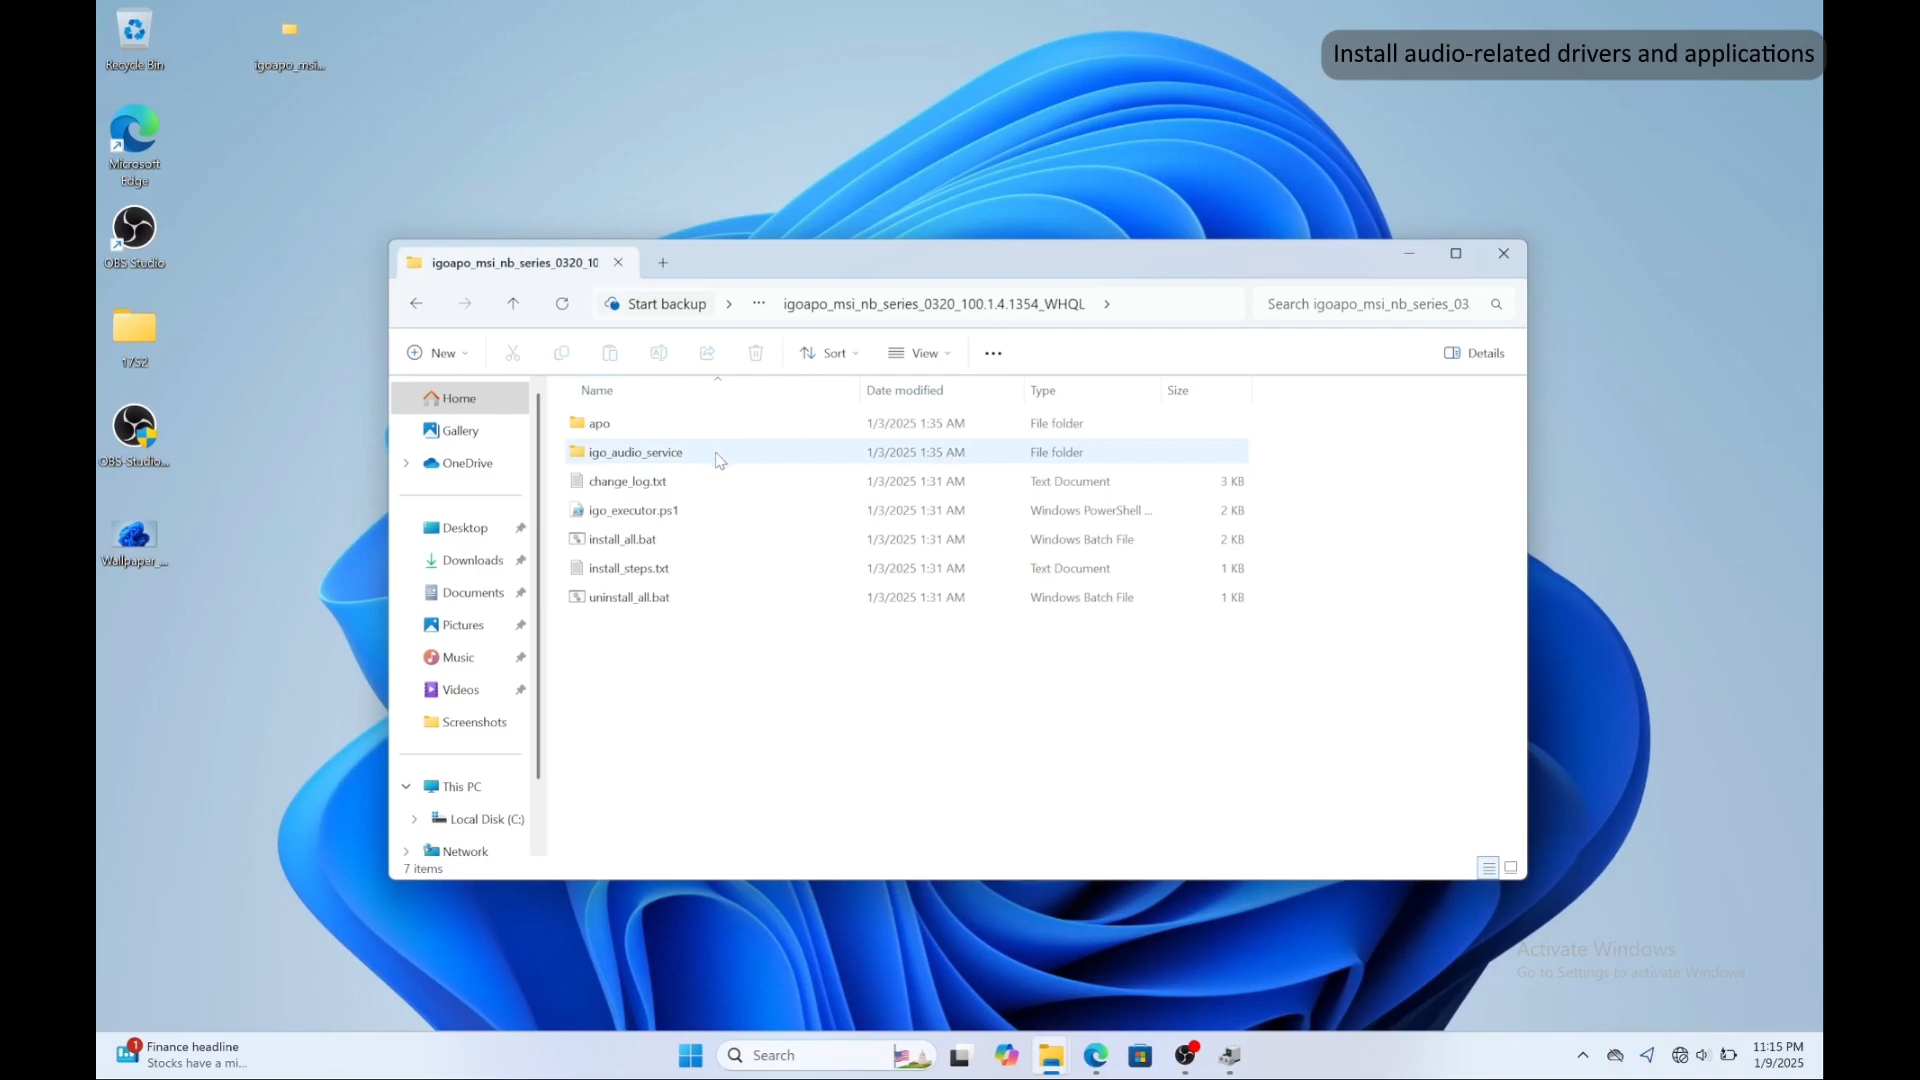 Install audio-related drivers and applications
Recycle Bin
igoapo_msi...
Microsoft
Edge
OBS Studio
17S2
OBS-Studio...
Wallpaper_...
igoapo_msi_nb_series_0320_10
Start backup
igoapo_msi_nb_series_0320_100.1.4.1354_WHQL
Search igoapo_msi_nb_series_03
New
Sort
View
Details
Name Date modified Type Size
Home
Gallery
OneDrive
Desktop
Downloads
Documents
Pictures
Music
Videos
Screenshots
This PC
Local Disk (C:)
Network
apo 1/3/2025 1:35 AM File folder
igo_audio_service 1/3/2025 1:35 AM File folder
change_log.txt 1/3/2025 1:31 AM Text Document 3 KB
igo_executor.ps1 1/3/2025 1:31 AM Windows PowerShell ... 2 KB
install_all.bat 1/3/2025 1:31 AM Windows Batch File 2 KB
install_steps.txt 1/3/2025 1:31 AM Text Document 1 KB
uninstall_all.bat 1/3/2025 1:31 AM Windows Batch File 1 KB
7 items
Activate Windows
Go to Settings to activate Windows.
1
Finance headline
Stocks have a mi...
Search
11:15 PM
1/9/2025